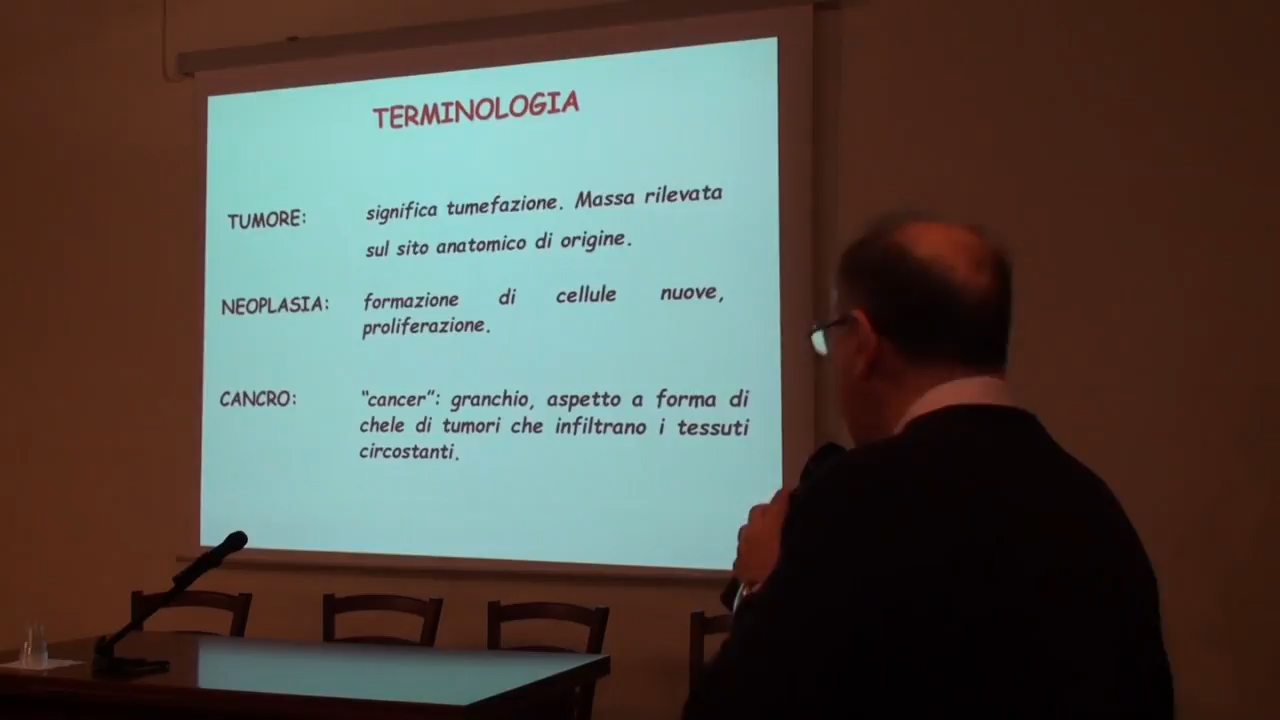 TERMINOLOGIA
TUMORE: significa tumefazione. Massa rilevata
sul sito anatomico di origine.
NEOPLASIA: formazione di cellule nuove,
proliferazione.
CANCRO: “cancer”: granchio, aspetto a forma di
chele di tumori che infiltrano i tessuti
circostanti.